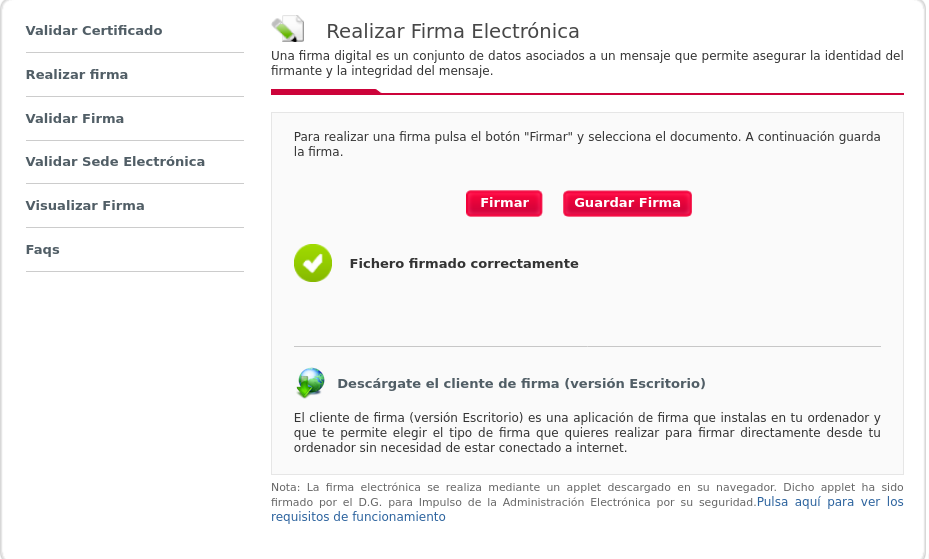 Validar Certificado
Realizar firma
Validar Firma
Validar Sede Electrónica
Visualizar Firma
Faqs
Realizar Firma Electrónica
Una firma digital es un conjunto de datos asociados a un mensaje que permite asegurar la identidad del
firmante y la integridad del mensaje.
Para realizar una firma pulsa el botón "Firmar" y selecciona el documento. A continuación guarda
la firma.
Firmar
Guardar Firma
Fichero firmado correctamente
Descárgate el cliente de firma (versión Escritorio)
El cliente de firma (versión Escritorio) es una aplicación de firma que instalas en tu ordenador y
que te permite elegir el tipo de firma que quieres realizar para firmar directamente desde tu
ordenador sin necesidad de estar conectado a internet.
Nota: La firma electrónica se realiza mediante un applet descargado en su navegador. Dicho applet ha sido
firmado por el D.G. para Impulso de la Administración Electrónica por su seguridad.Pulsa aquí para ver los
requisitos de funcionamiento